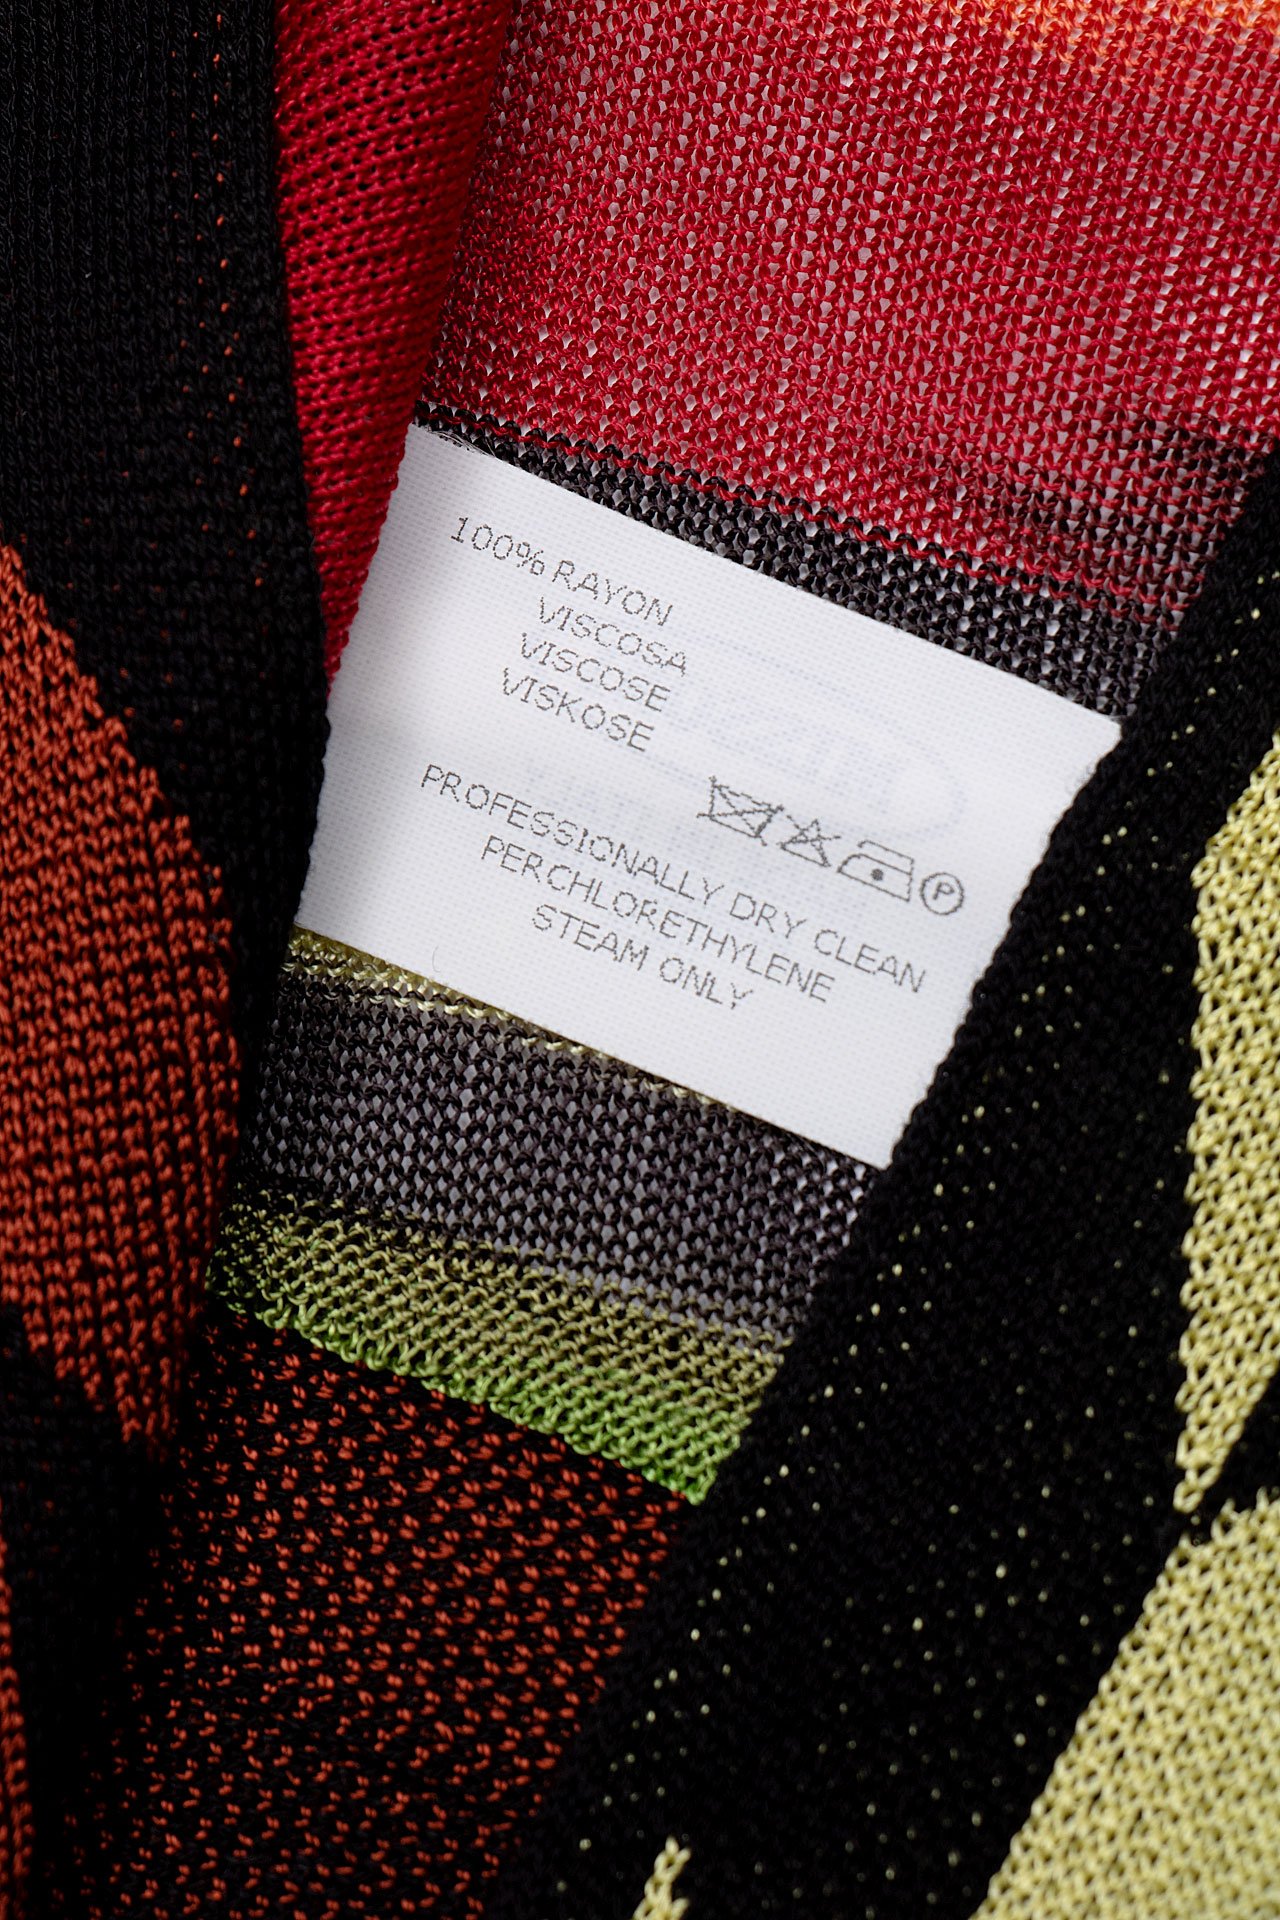 100% RAYON
VISCOSA
VISCOSE
VISKOSE
P
PROFESSIONALLY DRY CLEAN
PERCHLORETHYLENE
STEAM ONLY